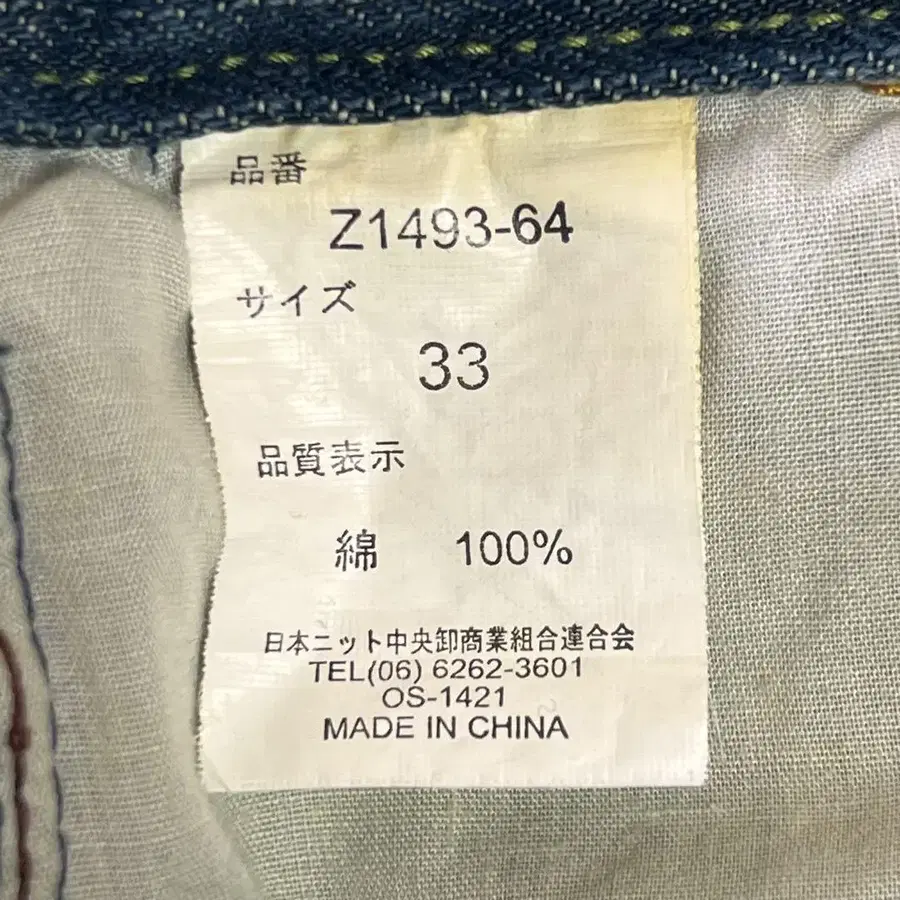 品番
Z1493-64
サイズ
33
品質表示
綿 100%
日本ニット中央卸商業組合連合会
TEL(06) 6262-3601
OS-1421
MADE IN CHINA